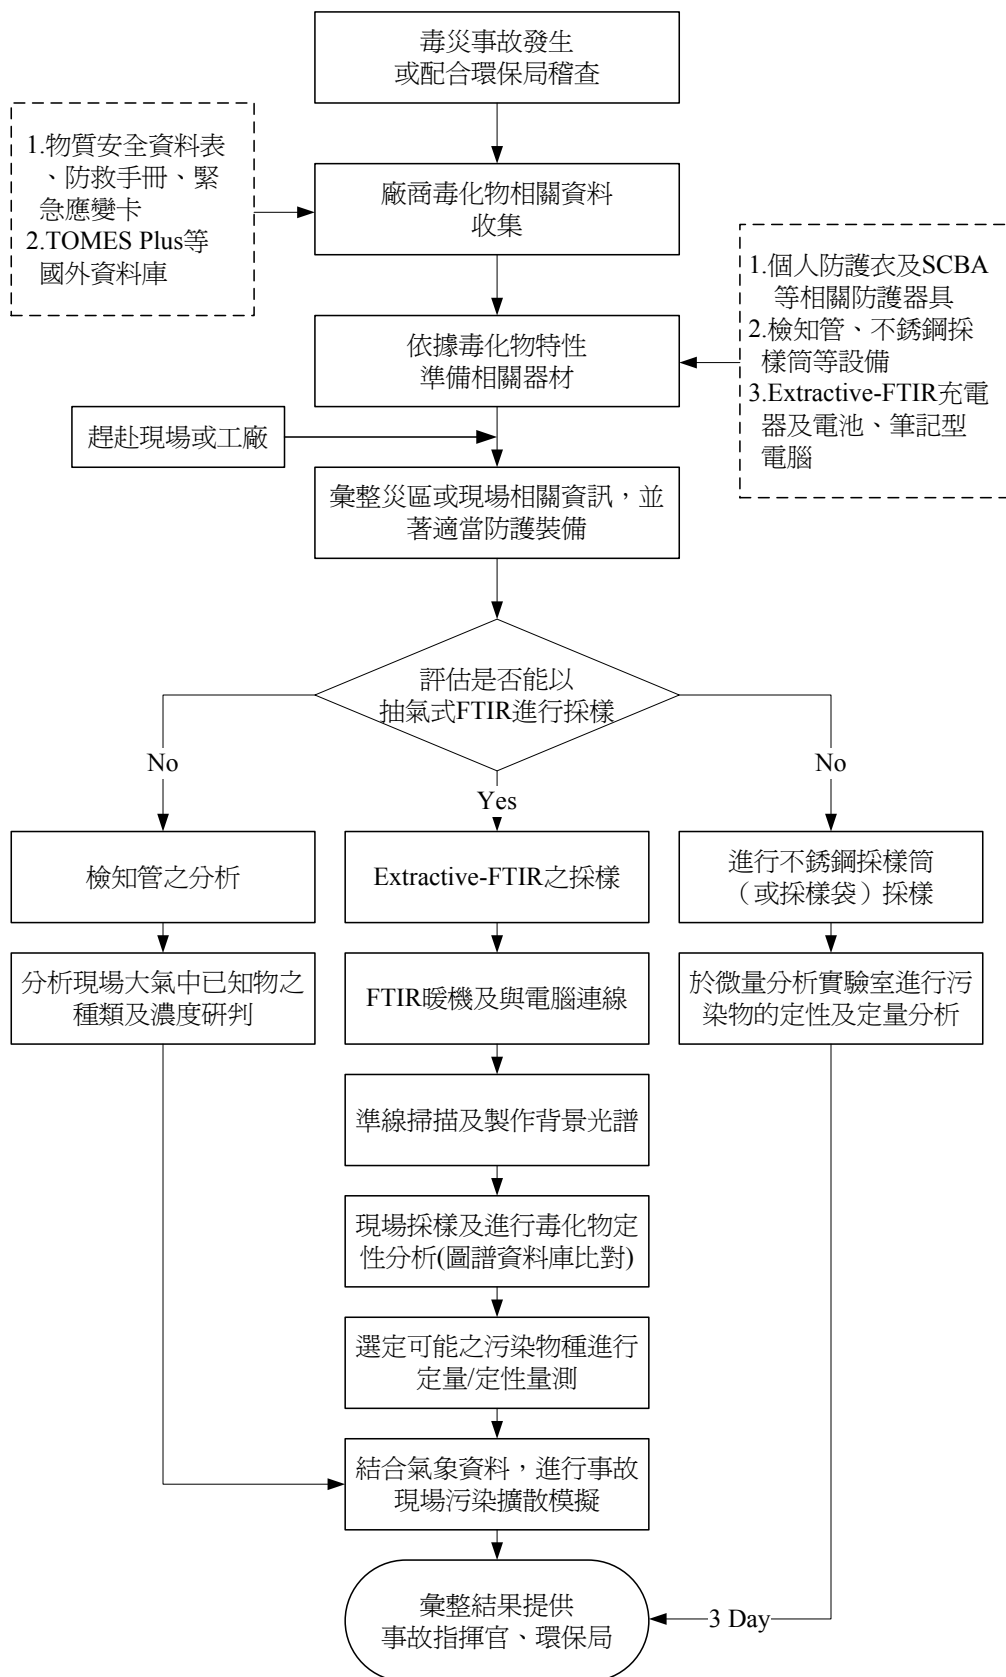 毒災事故發生
或配合環保局稽查
1.物質安全資料表
、防救手冊、緊
急應變卡
2.TOMES Plus等
國外資料庫
廠商毒化物相關資料
收集
1.個人防護衣及SCBA
等相關防護器具
2.檢知管、不銹鋼採
樣筒等設備
3.Extractive-FTIR充電
器及電池、筆記型
電腦
依據毒化物特性
準備相關器材
趕赴現場或工廠
彙整災區或現場相關資訊，並
著適當防護裝備
評估是否能以
抽氣式FTIR進行採樣
No
Yes
No
檢知管之分析
Extractive-FTIR之採樣
進行不銹鋼採樣筒
（或採樣袋）採樣
分析現場大氣中已知物之
種類及濃度研判
FTIR暖機及與電腦連線
於微量分析實驗室進行污
染物的定性及定量分析
準線掃描及製作背景光譜
現場採樣及進行毒化物定
性分析(圖譜資料庫比對)
選定可能之污染物種進行
定量/定性量測
結合氣象資料，進行事故
現場污染擴散模擬
彙整結果提供
事故指揮官、環保局
3 Day